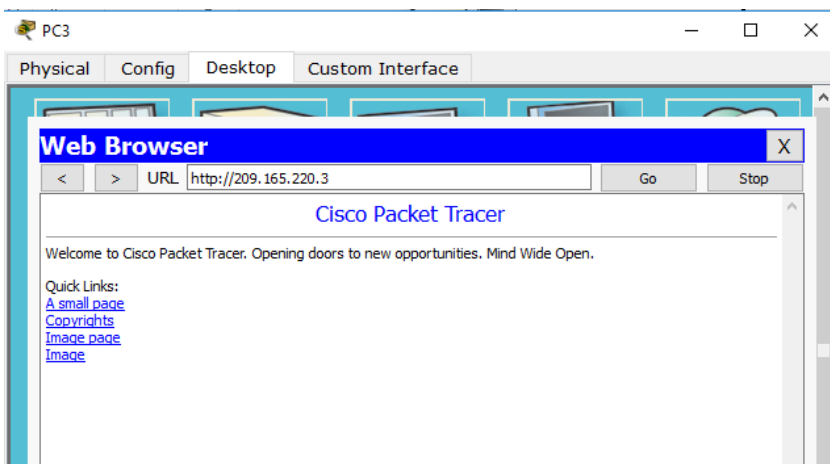 PC3
Physical Config Desktop Custom Interface
Web Browser X
< > URL http://209.165.220.3 Go Stop
Cisco Packet Tracer
Welcome to Cisco Packet Tracer. Opening doors to new opportunities. Mind Wide Open.
Quick Links:
A small page
Copyrights
Image page
Image